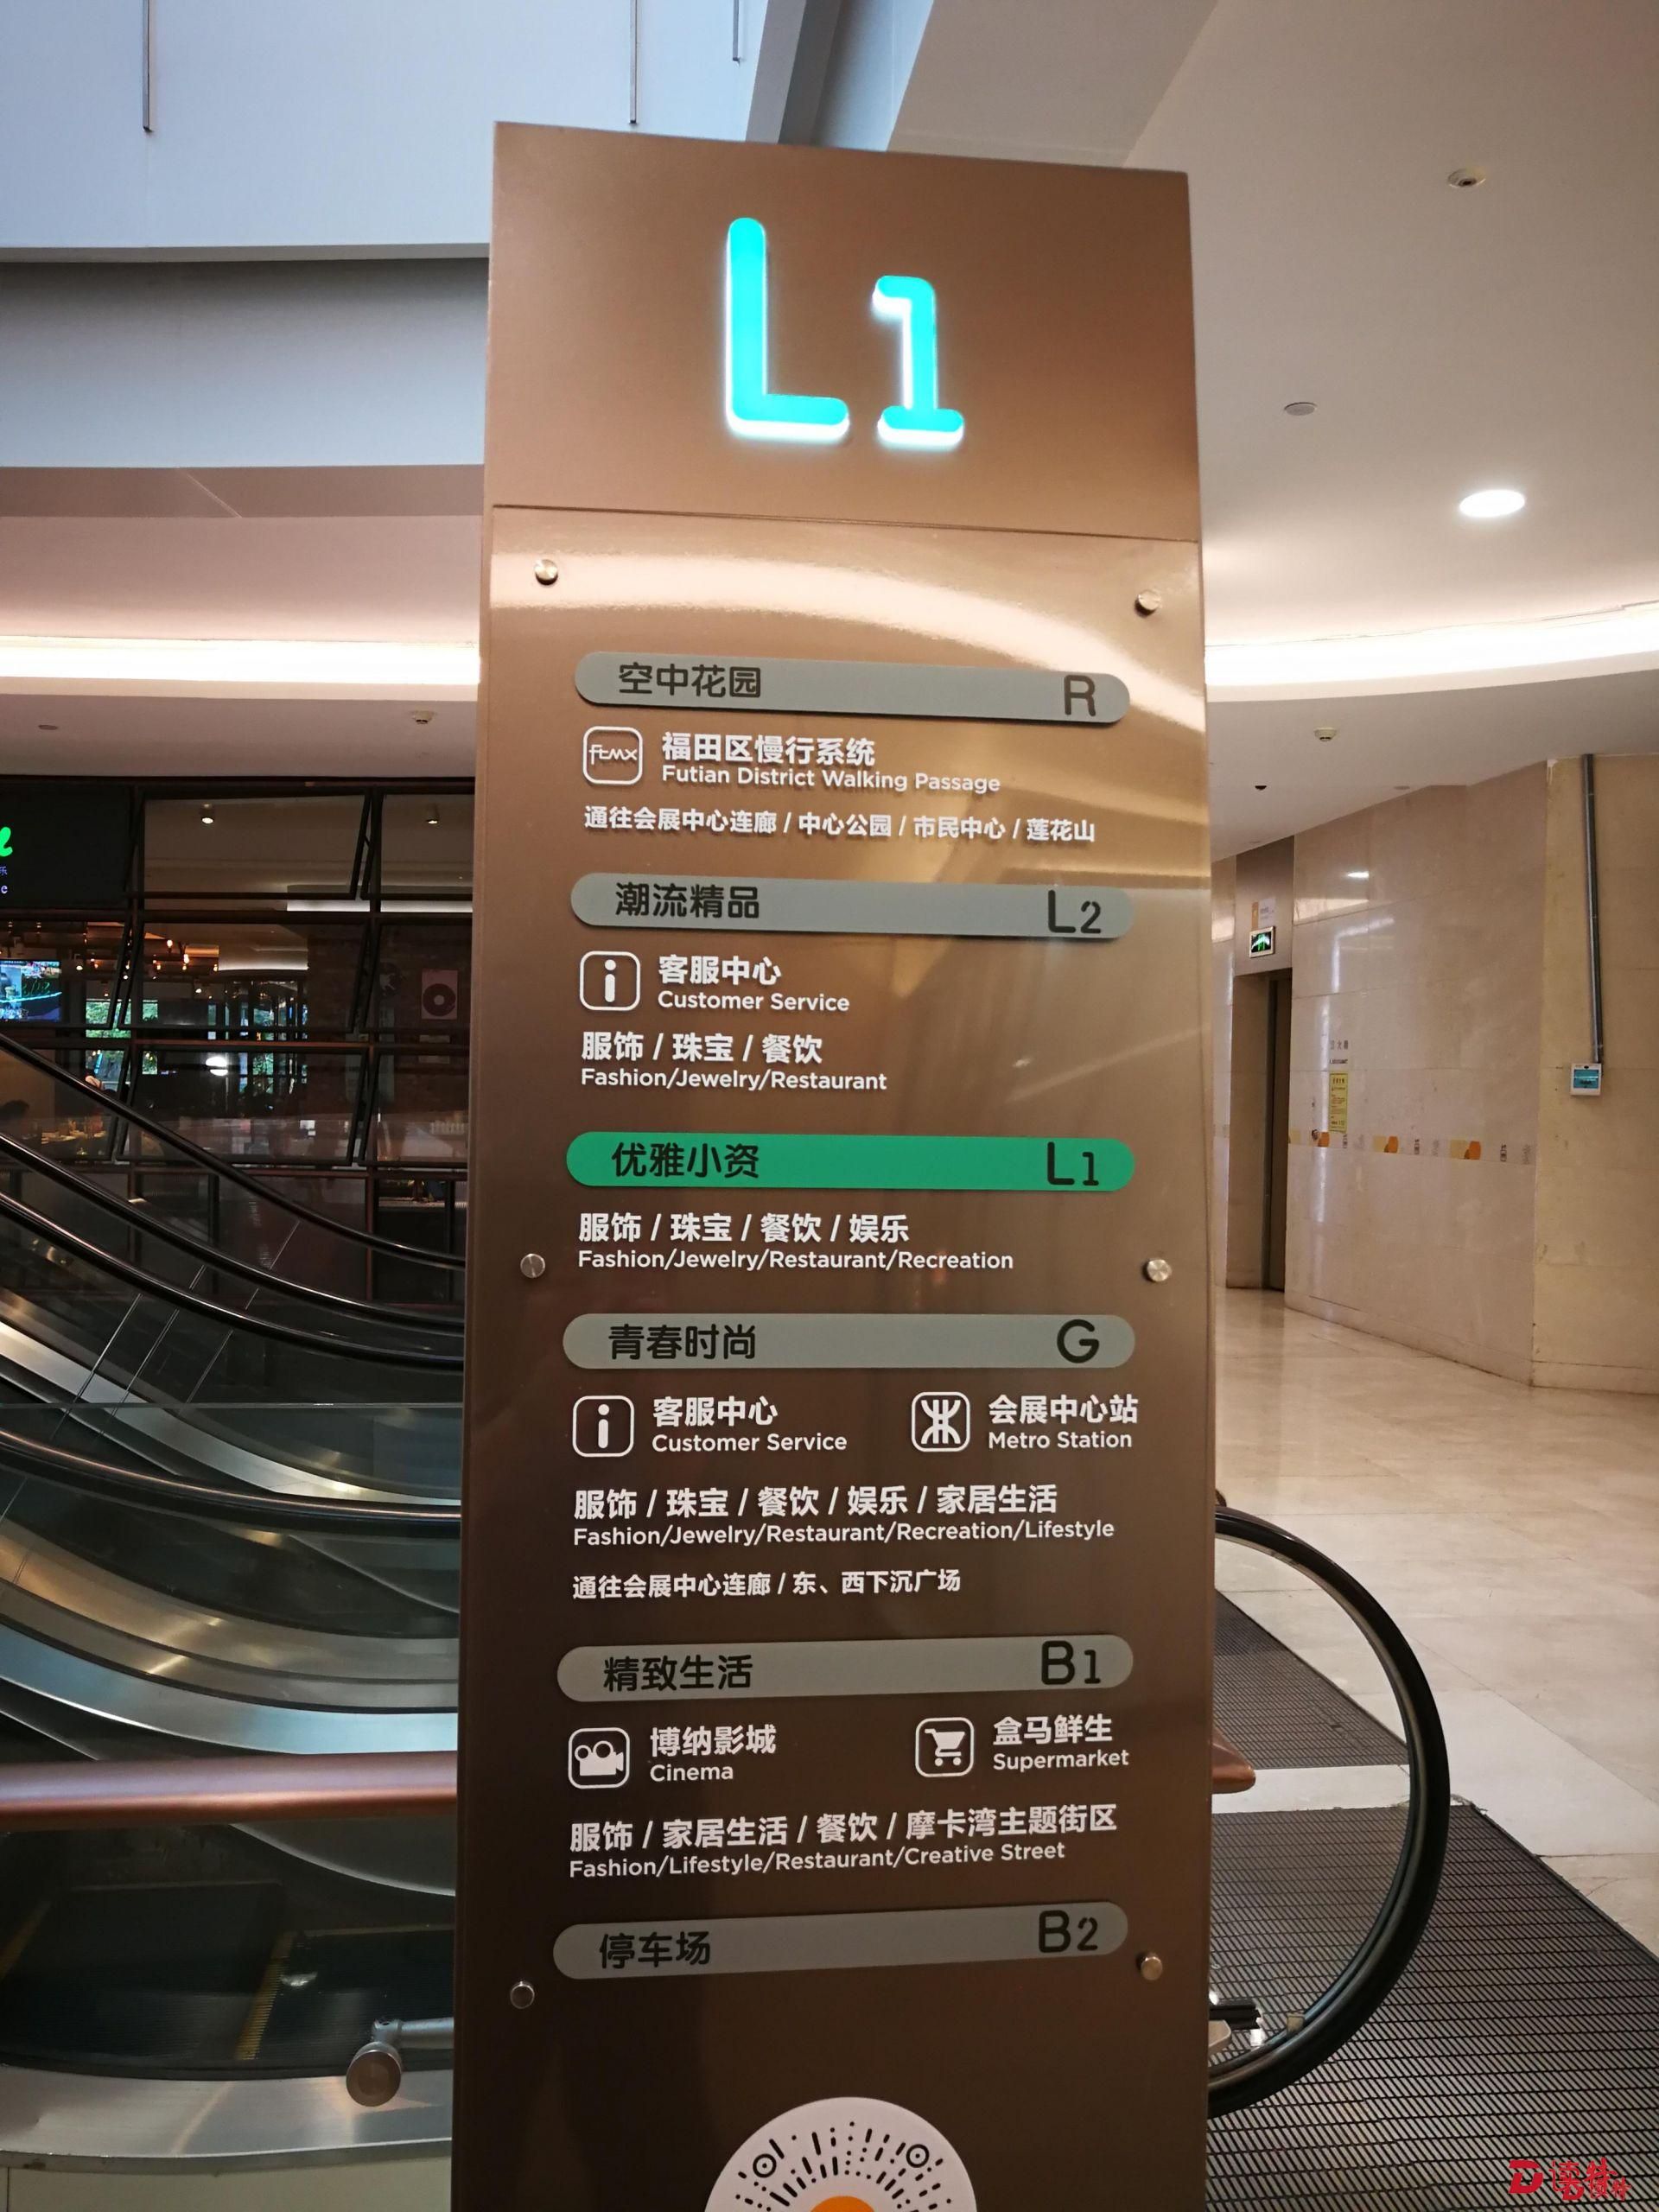 L1
空中花园 R
FTMX 福田区慢行系统
Futian District Walking Passage
通往会展中心连廊 / 中心公园 / 市民中心 / 莲花山
潮流精品 L2
客服中心
Customer Service
服饰 / 珠宝 / 餐饮
Fashion/Jewelry/Restaurant
优雅小资 L1
服饰 / 珠宝 / 餐饮 / 娱乐
Fashion/Jewelry/Restaurant/Recreation
青春时尚 G
客服中心 会展中心站
Customer Service Metro Station
服饰 / 珠宝 / 餐饮 / 娱乐 / 家居生活
Fashion/Jewelry/Restaurant/Recreation/Lifestyle
通往会展中心连廊 / 东、西下沉广场
精致生活 B1
博纳影城 盒马鲜生
Cinema Supermarket
服饰 / 家居生活 / 餐饮 / 摩卡湾主题街区
Fashion/Lifestyle/Restaurant/Creative Street
停车场 B2